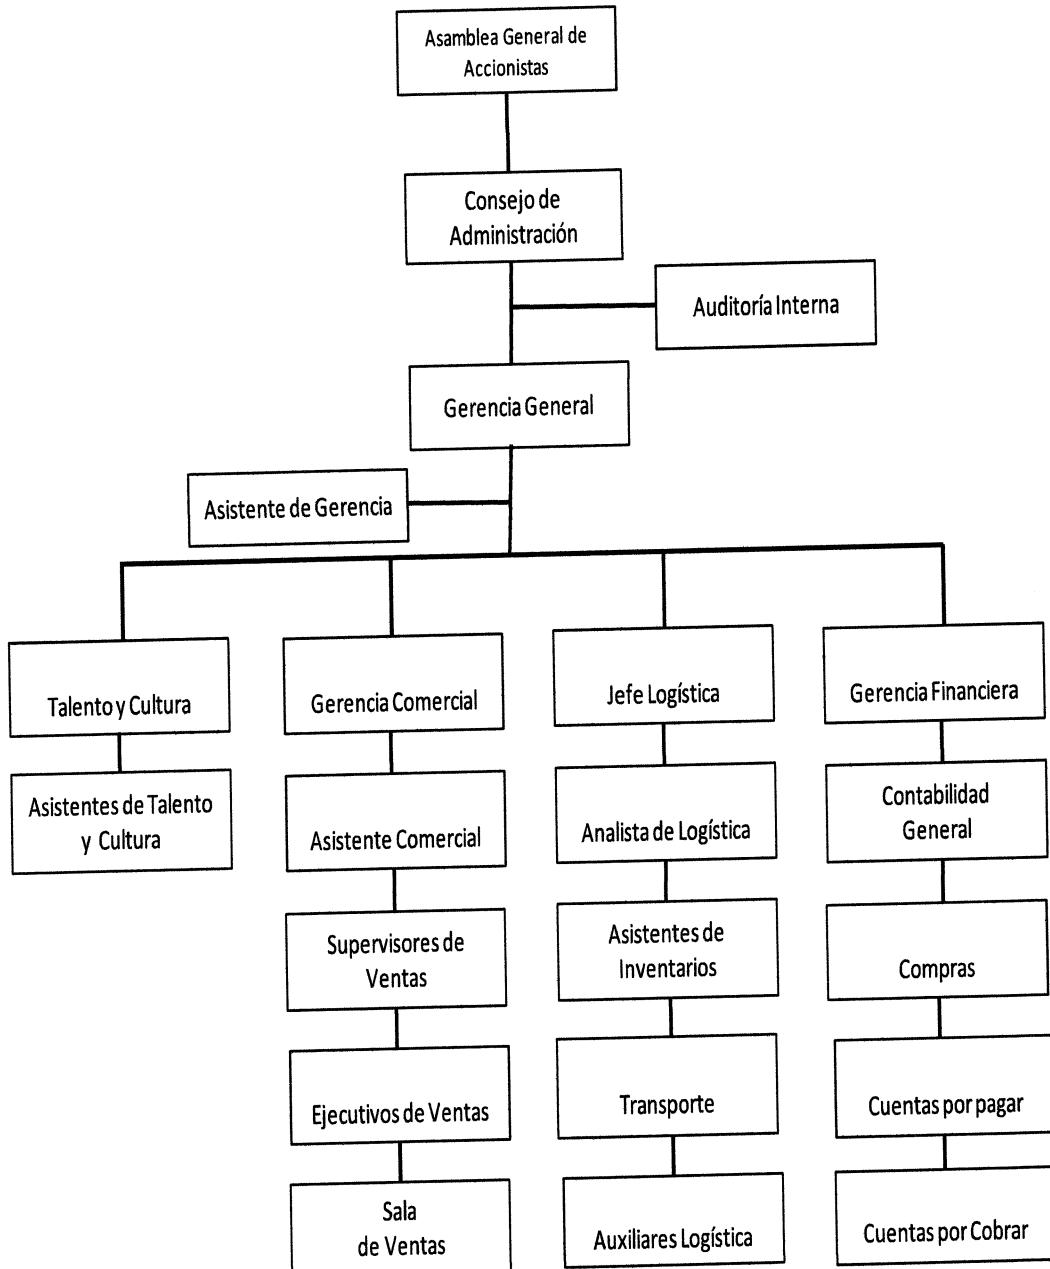 Asamblea General de
Accionistas
Consejo de
Administración
Auditoría Interna
Gerencia General
Asistente de Gerencia
Talento y Cultura
Gerencia Comercial
Jefe Logística
Gerencia Financiera
Asistentes de Talento
y Cultura
Asistente Comercial
Analista de Logística
Contabilidad
General
Supervisores de
Ventas
Asistentes de
Inventarios
Compras
Ejecutivos de Ventas
Transporte
Cuentas por pagar
Sala
de Ventas
Auxiliares Logística
Cuentas por Cobrar